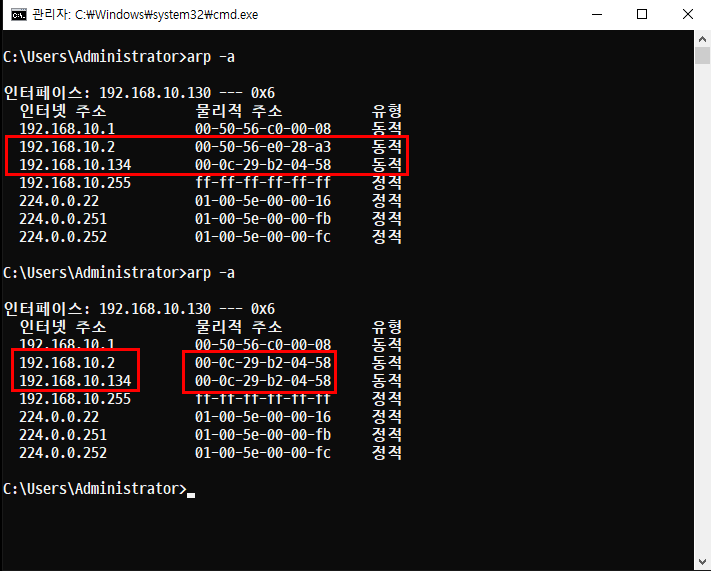 관리자: C:₩Windows₩system32₩cmd.exe
C:\Users\Administrator>arp -a
인터페이스: 192.168.10.130 --- 0x6
인터넷 주소 물리적 주소 유형
192.168.10.1 00-50-56-c0-00-08 동적
192.168.10.2 00-50-56-e0-28-a3 동적
192.168.10.134 00-0c-29-b2-04-58 동적
192.168.10.255 ff-ff-ff-ff-ff-ff 정적
224.0.0.22 01-00-5e-00-00-16 정적
224.0.0.251 01-00-5e-00-00-fb 정적
224.0.0.252 01-00-5e-00-00-fc 정적
C:\Users\Administrator>arp -a
인터페이스: 192.168.10.130 --- 0x6
인터넷 주소 물리적 주소 유형
192.168.10.1 00-50-56-c0-00-08 동적
192.168.10.2 00-0c-29-b2-04-58 동적
192.168.10.134 00-0c-29-b2-04-58 동적
192.168.10.255 ff-ff-ff-ff-ff-ff 정적
224.0.0.22 01-00-5e-00-00-16 정적
224.0.0.251 01-00-5e-00-00-fb 정적
224.0.0.252 01-00-5e-00-00-fc 정적
C:\Users\Administrator>